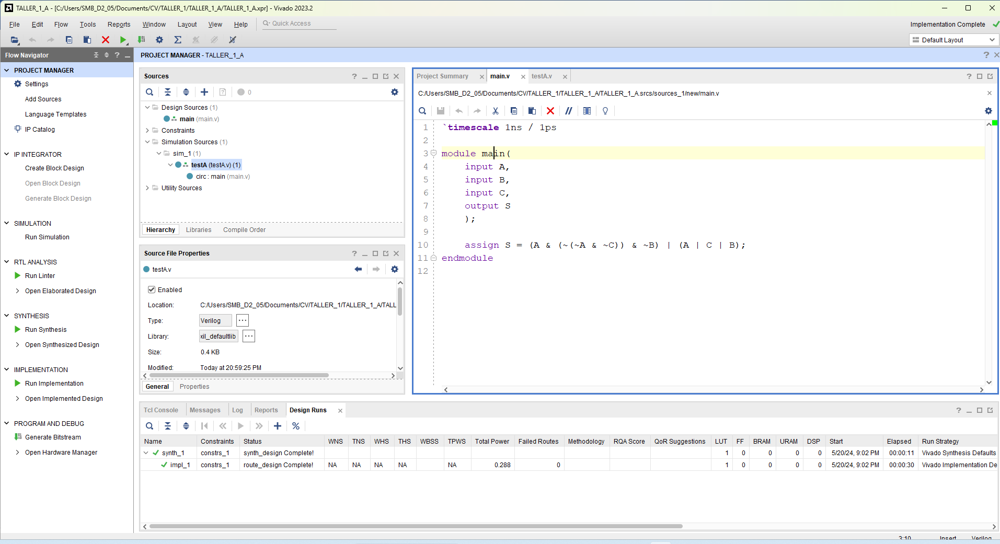 TALLER_1_A - [C:/Users/SMB_D2_05/Documents/CV/TALLER_1/TALLER_1_A/TALLER_1_A.xpr] - Vivado 2023.2
File Edit Flow Tools Reports Window Layout View Help Quick Access
Implementation Complete
Default Layout
Flow Navigator
PROJECT MANAGER
Settings
Add Sources
Language Templates
IP Catalog
IP INTEGRATOR
Create Block Design
Open Block Design
Generate Block Design
SIMULATION
Run Simulation
RTL ANALYSIS
Run Linter
Open Elaborated Design
SYNTHESIS
Run Synthesis
Open Synthesized Design
IMPLEMENTATION
Run Implementation
Open Implemented Design
PROGRAM AND DEBUG
Generate Bitstream
Open Hardware Manager
PROJECT MANAGER - TALLER_1_A
Sources
0
Design Sources (1)
main (main.v)
Constraints
Simulation Sources (1)
sim_1 (1)
testA (testA.v) (1)
circ : main (main.v)
Utility Sources
Hierarchy Libraries Compile Order
Source File Properties
testA.v
Enabled
Location: C:/Users/SMB_D2_05/Documents/CV/TALLER_1/TALLER_1_A/TALL
Type: Verilog ...
Library: xil_defaultlib ...
Size: 0.4 KB
Modified: Today at 20:59:25 PM
General Properties
Project Summary main.v testA.v
C:/Users/SMB_D2_05/Documents/CV/TALLER_1/TALLER_1_A/TALLER_1_A.srcs/sources_1/new/main.v
1 `timescale 1ns / 1ps
2
3 module main(
4 input A,
5 input B,
6 input C,
7 output S
8 );
9
10 assign S = (A & (~(~A & ~C)) & ~B) | (A | C | B);
11 endmodule
12
Tcl Console Messages Log Reports Design Runs
Name Constraints Status WNS TNS WHS THS WBSS TPWS Total Power Failed Routes Methodology RQA Score QoR Suggestions LUT FF BRAM URAM DSP Start Elapsed Run Strategy
synth_1 constrs_1 synth_design Complete! 1 0 0 0 0 5/20/24, 9:02 PM 00:00:11 Vivado Synthesis Defaults
impl_1 constrs_1 route_design Complete! NA NA NA NA NA 0.288 0 1 0 0 0 0 5/20/24, 9:02 PM 00:00:30 Vivado Implementation De
3:10 Insert Verilog